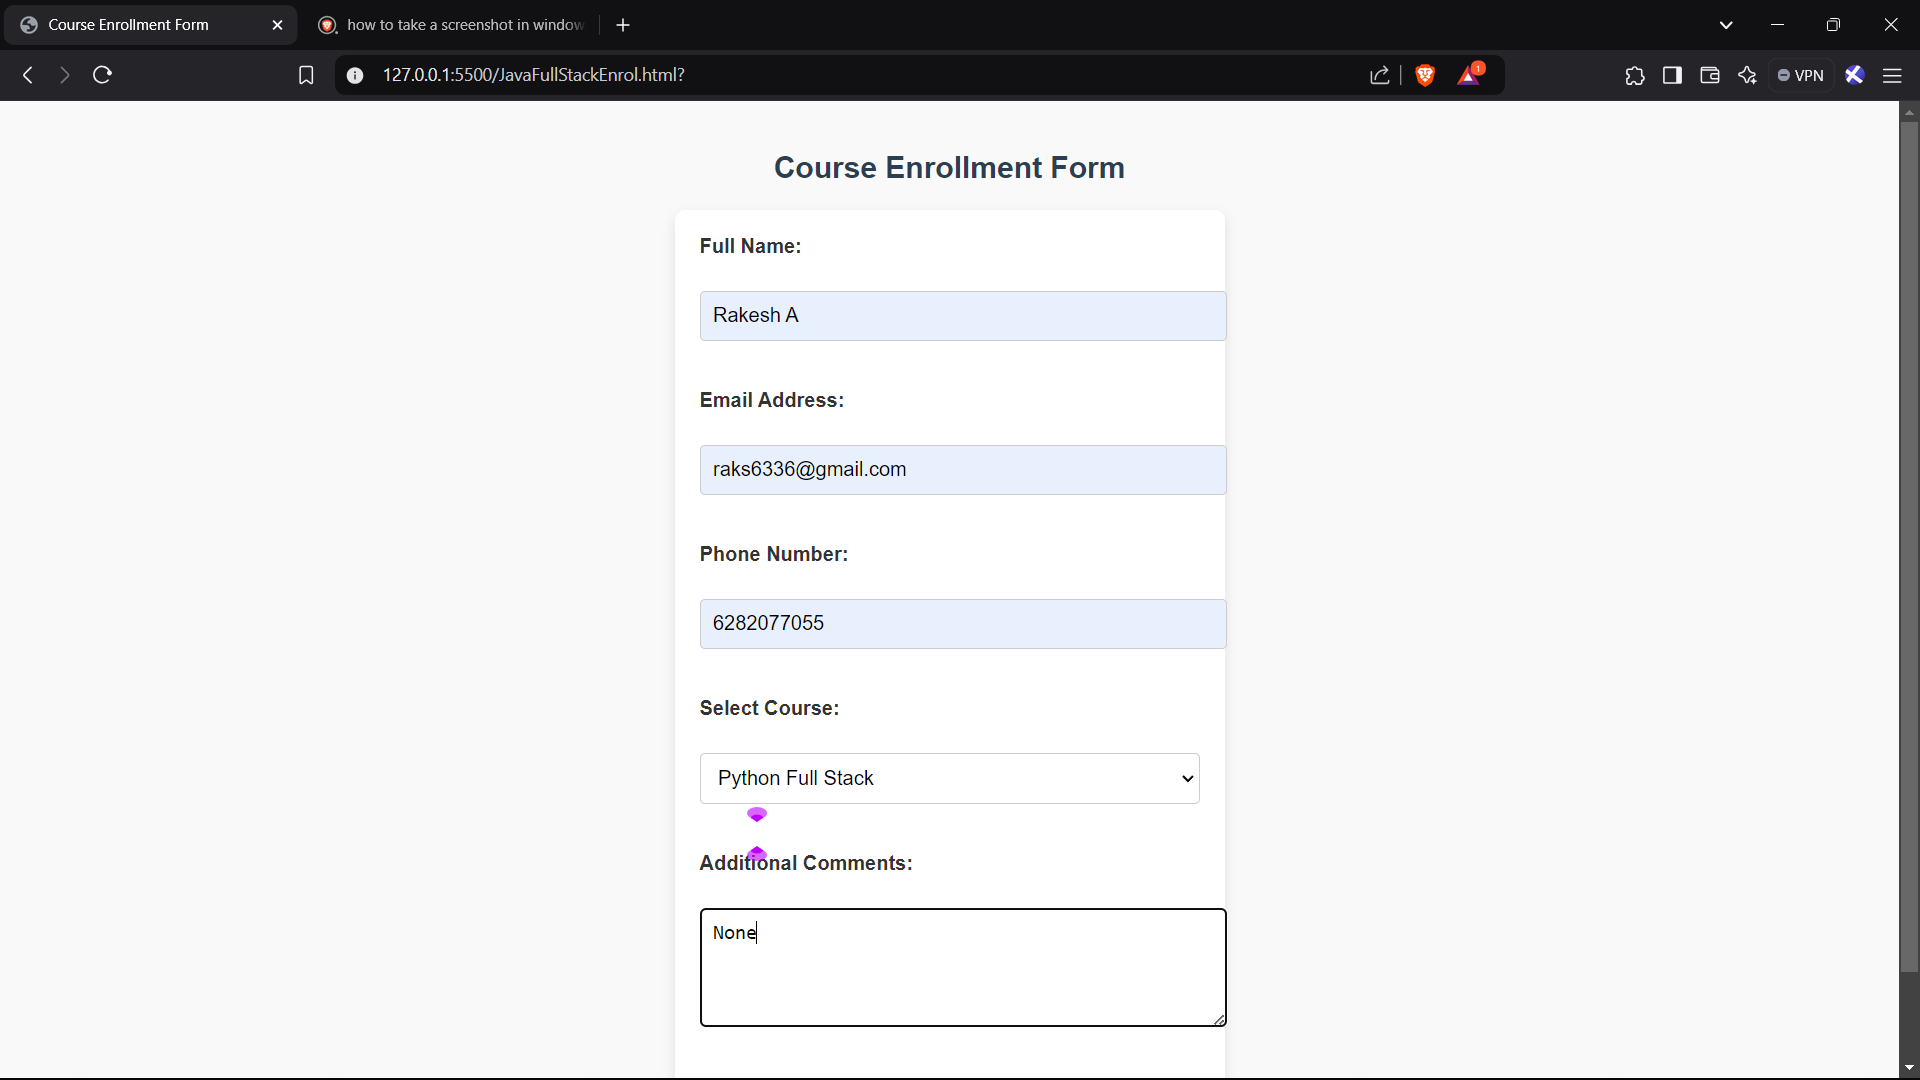 Course Enrollment Form
how to take a screenshot in window
127.0.0.1:5500/JavaFullStackEnrol.html?
1
VPN
Course Enrollment Form
Full Name:
Rakesh A
Email Address:
raks6336@gmail.com
Phone Number:
6282077055
Select Course:
Python Full Stack
Additional Comments:
None